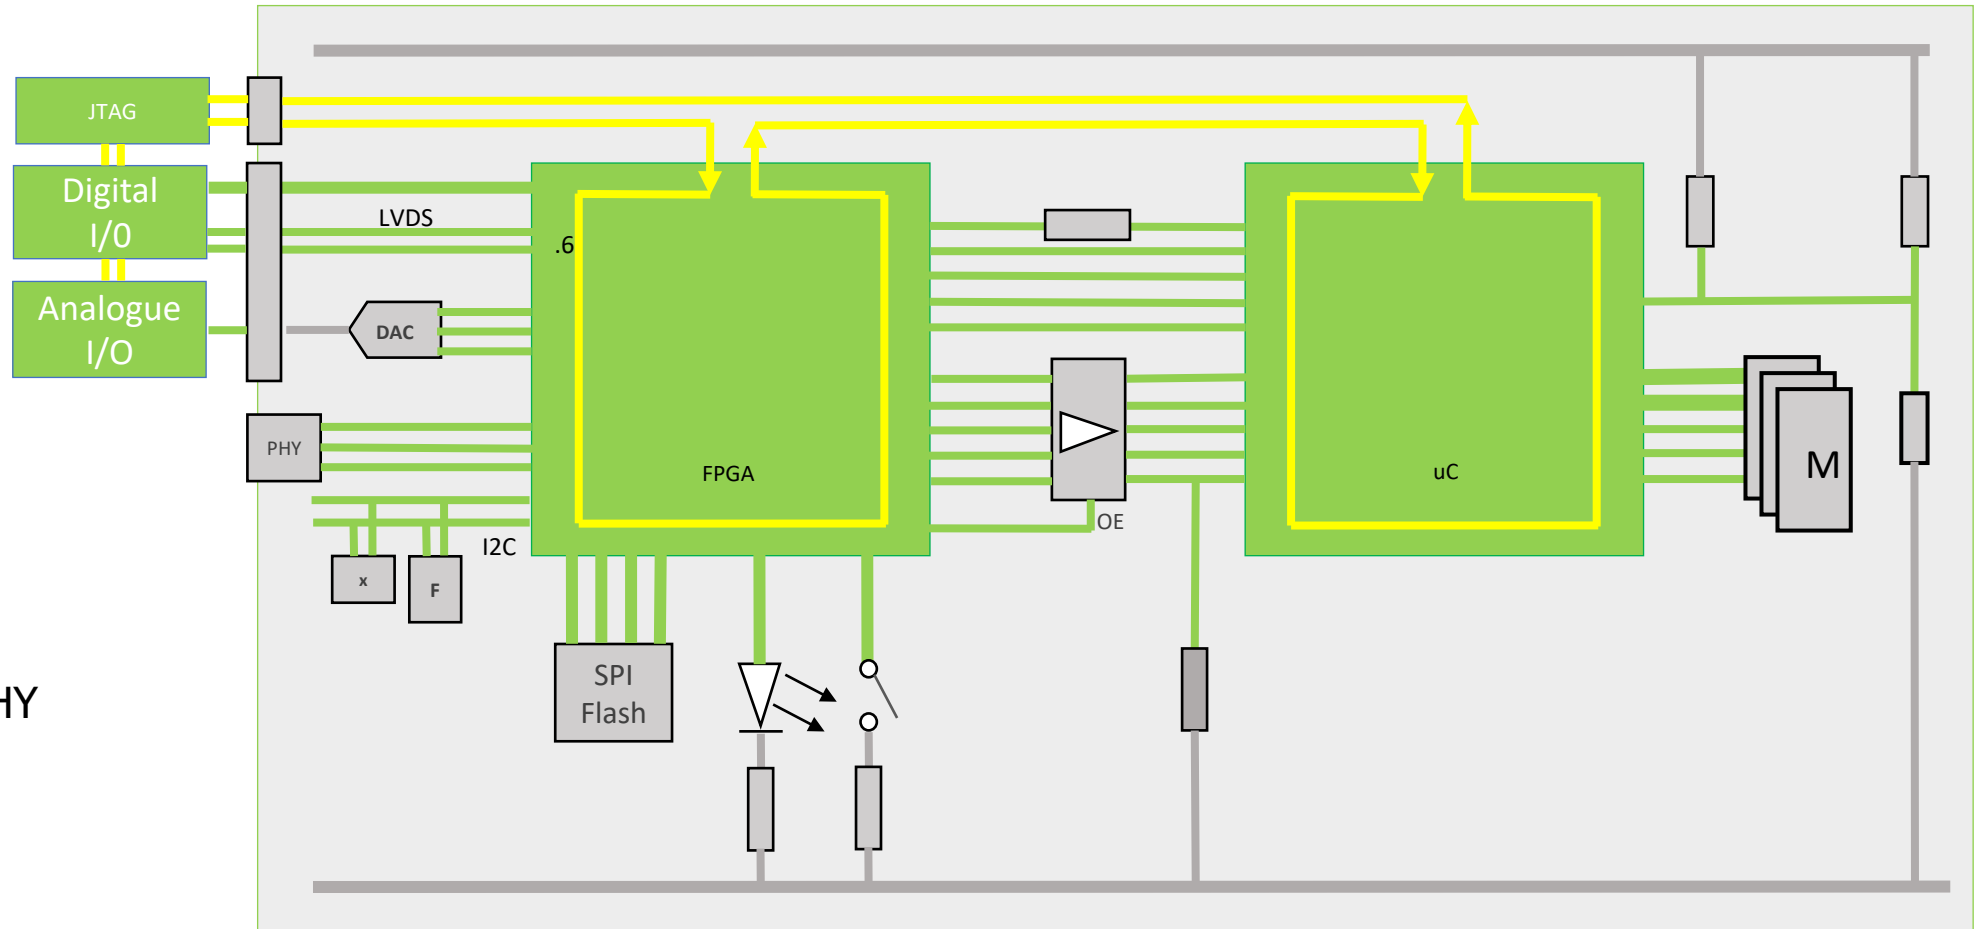 JTAG
Digital
I/0
LVDS
.6
Analogue
I/O
DAC
PHY
FPGA
uC
M
OE
I2C
x
F
SPI
Flash
HY